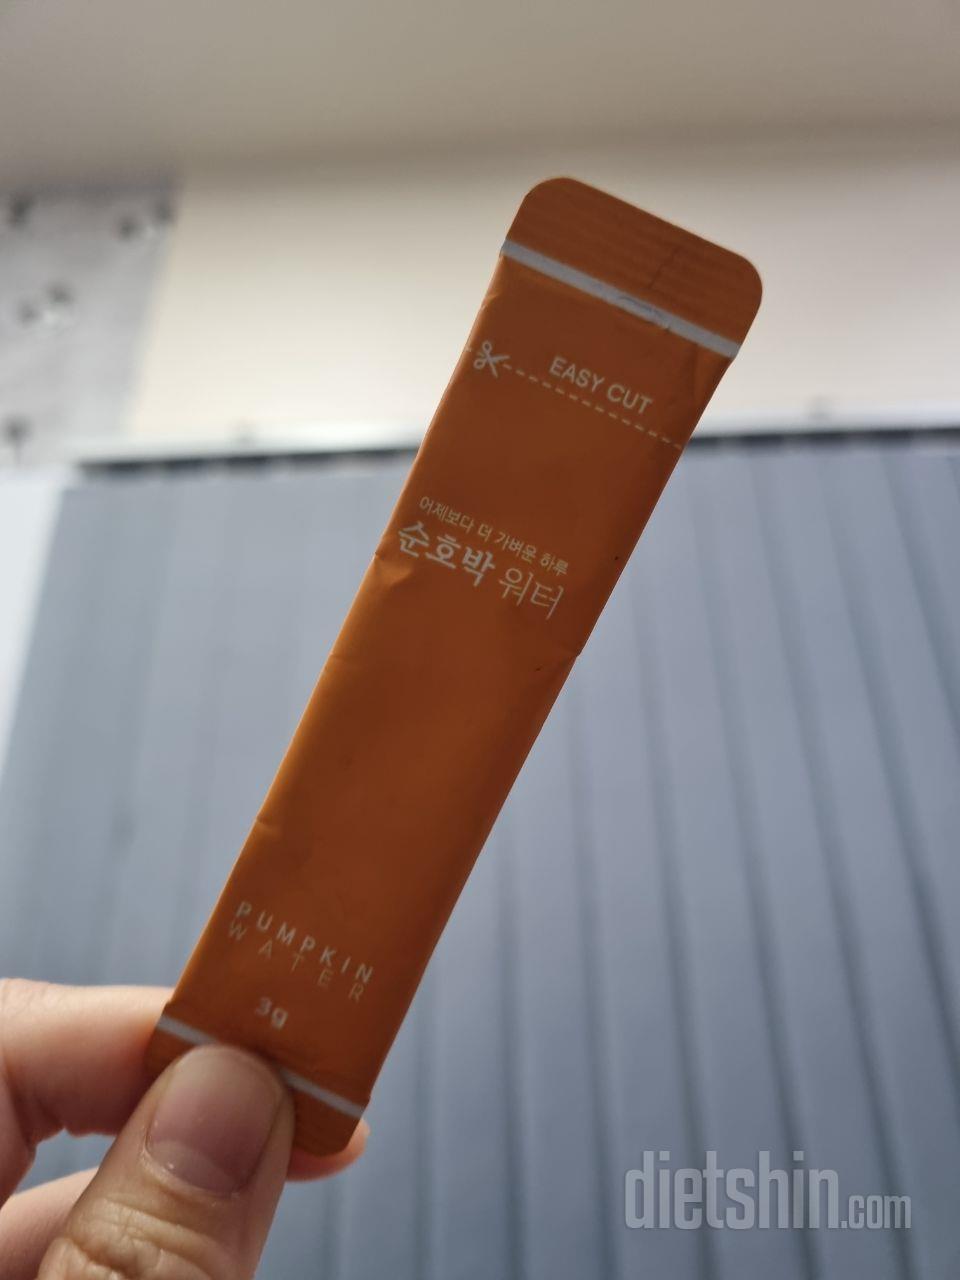 EASY CUT
어제보다 더 가벼운 하루
순호박 워터
PUMPKIN
WATER
3g
dietshin.com